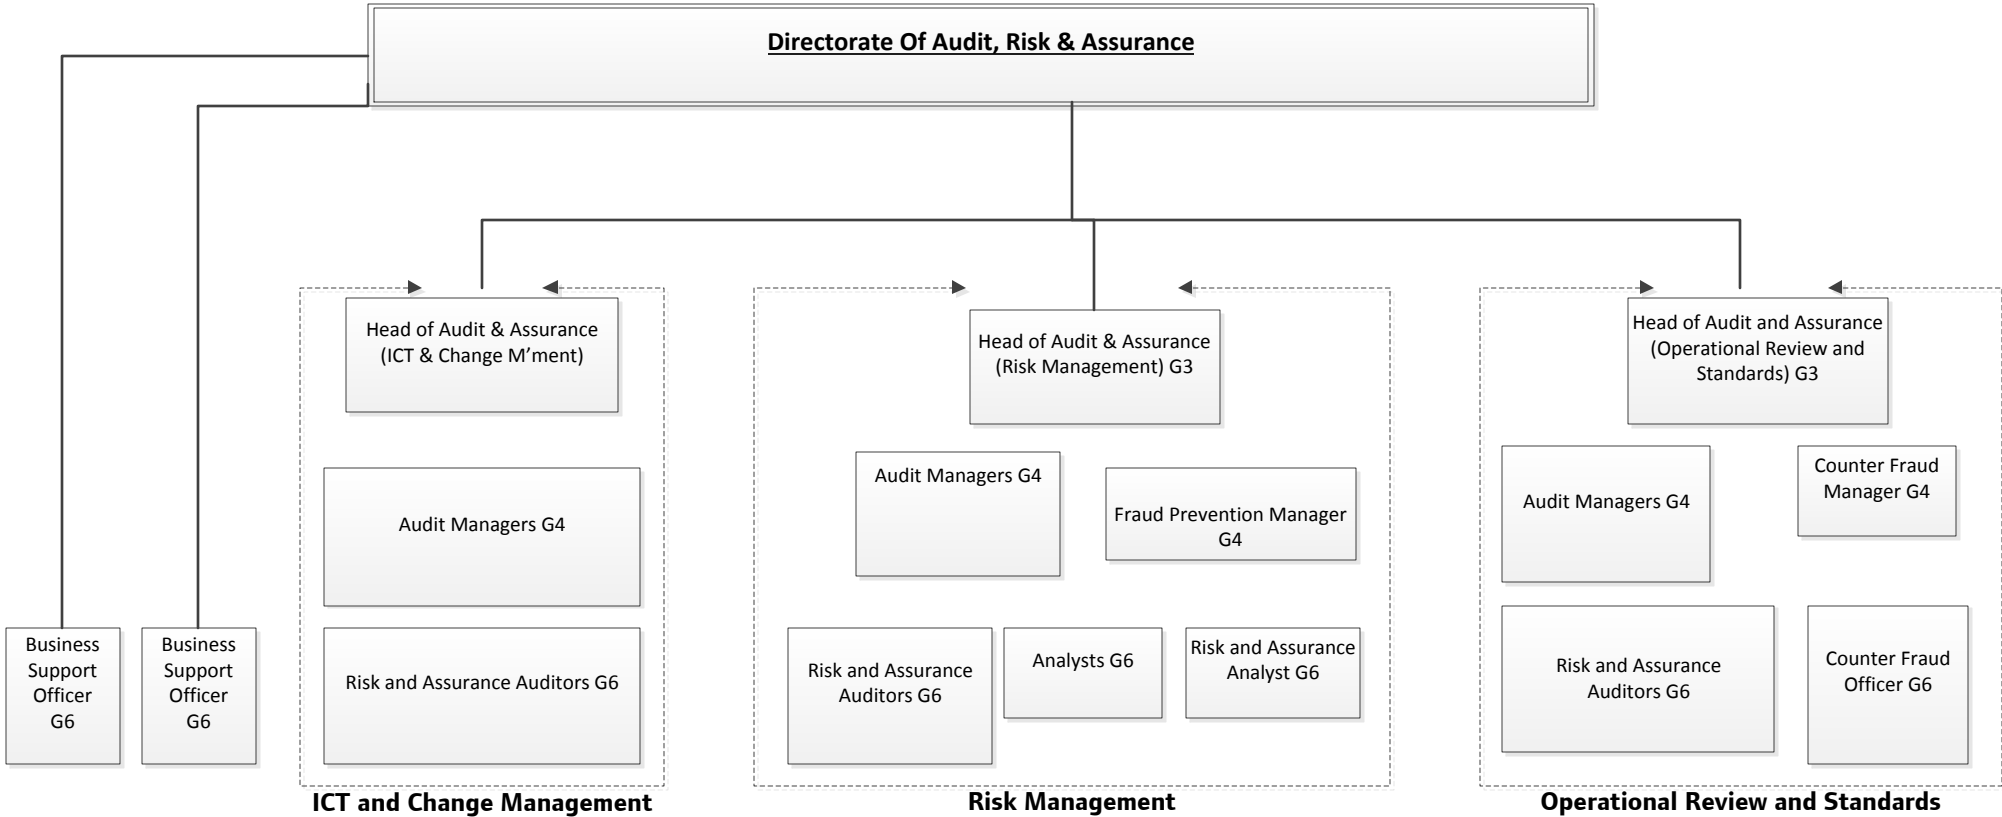 Directorate Of Audit, Risk & Assurance
Head of Audit & Assurance
(ICT & Change M’ment)
Head of Audit & Assurance
(Risk Management) G3
Head of Audit and Assurance
(Operational Review and
Standards) G3
Audit Managers G4
Audit Managers G4
Fraud Prevention Manager
G4
Audit Managers G4
Counter Fraud
Manager G4
Business
Support
Officer
G6
Business
Support
Officer
G6
Risk and Assurance Auditors G6
Risk and Assurance
Auditors G6
Analysts G6
Risk and Assurance
Analyst G6
Risk and Assurance
Auditors G6
Counter Fraud
Officer G6
ICT and Change Management
Risk Management
Operational Review and Standards